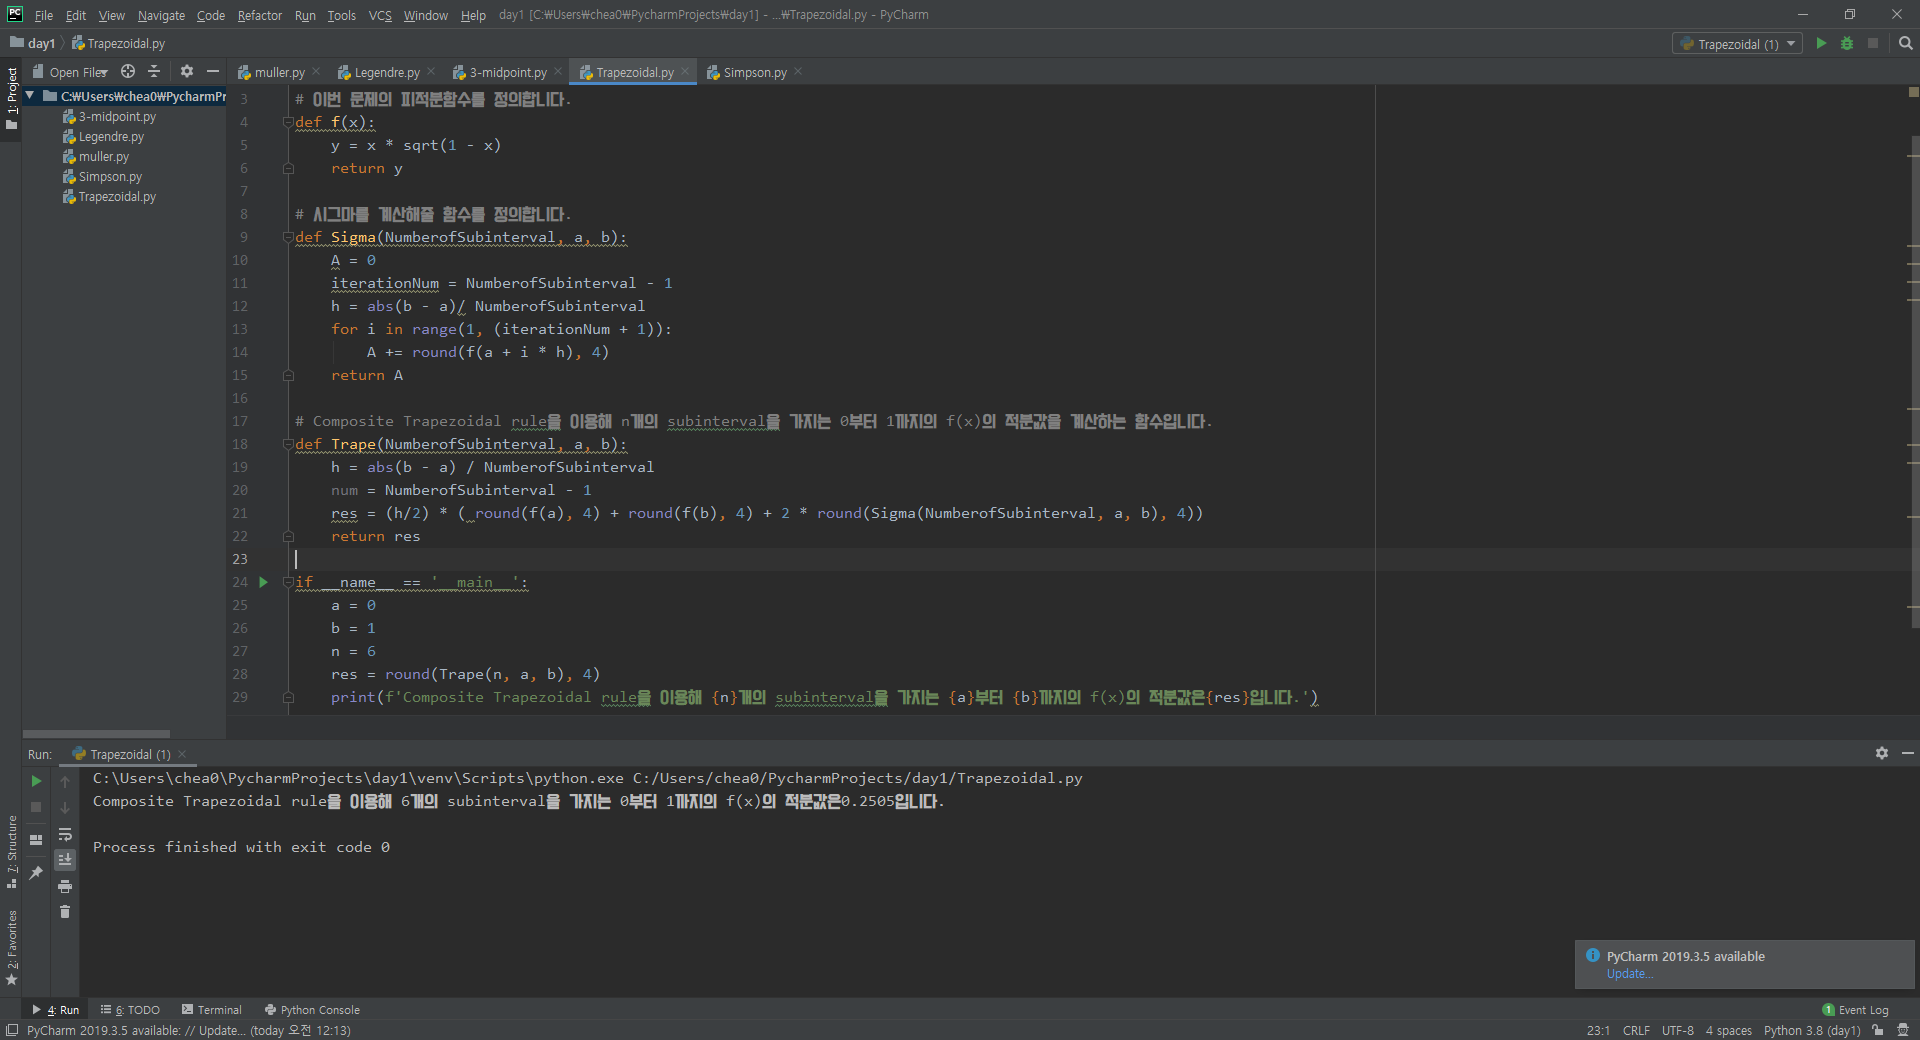 File Edit View Navigate Code Refactor Run Tools VCS Window Help day1 [C:₩Users₩chea0₩PycharmProjects₩day1] - ...₩Trapezoidal.py - PyCharm
day1 Trapezoidal.py Trapezoidal (1)
1: Project
Open Files muller.py Legendre.py 3-midpoint.py Trapezoidal.py Simpson.py
C:₩Users₩chea0₩PycharmPr
3-midpoint.py
Legendre.py
muller.py
Simpson.py
Trapezoidal.py
3 # 이번 문제의 피적분함수를 정의합니다.
4 def f(x):
5 y = x * sqrt(1 - x)
6 return y
7
8 # 시그마를 계산해줄 함수를 정의합니다.
9 def Sigma(NumberofSubinterval, a, b):
10 A = 0
11 iterationNum = NumberofSubinterval - 1
12 h = abs(b - a)/ NumberofSubinterval
13 for i in range(1, (iterationNum + 1)):
14 A += round(f(a + i * h), 4)
15 return A
16
17 # Composite Trapezoidal rule을 이용해 n개의 subinterval을 가지는 0부터 1까지의 f(x)의 적분값을 계산하는 함수입니다.
18 def Trape(NumberofSubinterval, a, b):
19 h = abs(b - a) / NumberofSubinterval
20 num = NumberofSubinterval - 1
21 res = (h/2) * ( round(f(a), 4) + round(f(b), 4) + 2 * round(Sigma(NumberofSubinterval, a, b), 4))
22 return res
23
24 if __name__ == '__main__':
25 a = 0
26 b = 1
27 n = 6
28 res = round(Trape(n, a, b), 4)
29 print(f'Composite Trapezoidal rule을 이용해 {n}개의 subinterval을 가지는 {a}부터 {b}까지의 f(x)의 적분값은{res}입니다.')
Run: Trapezoidal (1)
C:\Users\chea0\PycharmProjects\day1\venv\Scripts\python.exe C:/Users/chea0/PycharmProjects/day1/Trapezoidal.py
Composite Trapezoidal rule을 이용해 6개의 subinterval을 가지는 0부터 1까지의 f(x)의 적분값은0.2505입니다.
Process finished with exit code 0
7: Structure
2: Favorites
PyCharm 2019.3.5 available
Update...
4: Run 6: TODO Terminal Python Console 1 Event Log
PyCharm 2019.3.5 available: // Update... (today 오전 12:13) 23:1 CRLF UTF-8 4 spaces Python 3.8 (day1)